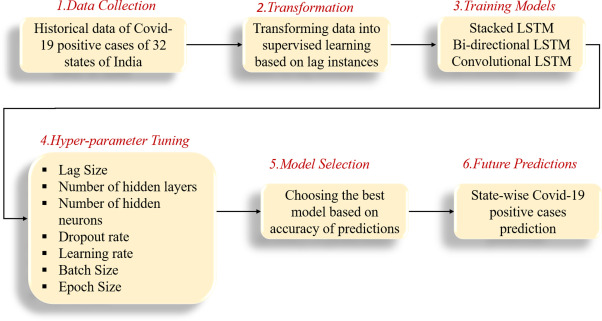 1.Data Collection
Historical data of Covid-
19 positive cases of 32
states of India
2.Transformation
Transforming data into
supervised learning
based on lag instances
3.Training Models
Stacked LSTM
Bi-directional LSTM
Convolutional LSTM
4.Hyper-parameter Tuning
▪ Lag Size
▪ Number of hidden layers
▪ Number of hidden
neurons
▪ Dropout rate
▪ Learning rate
▪ Batch Size
▪ Epoch Size
5.Model Selection
Choosing the best
model based on
accuracy of predictions
6.Future Predictions
State-wise Covid-19
positive cases
prediction